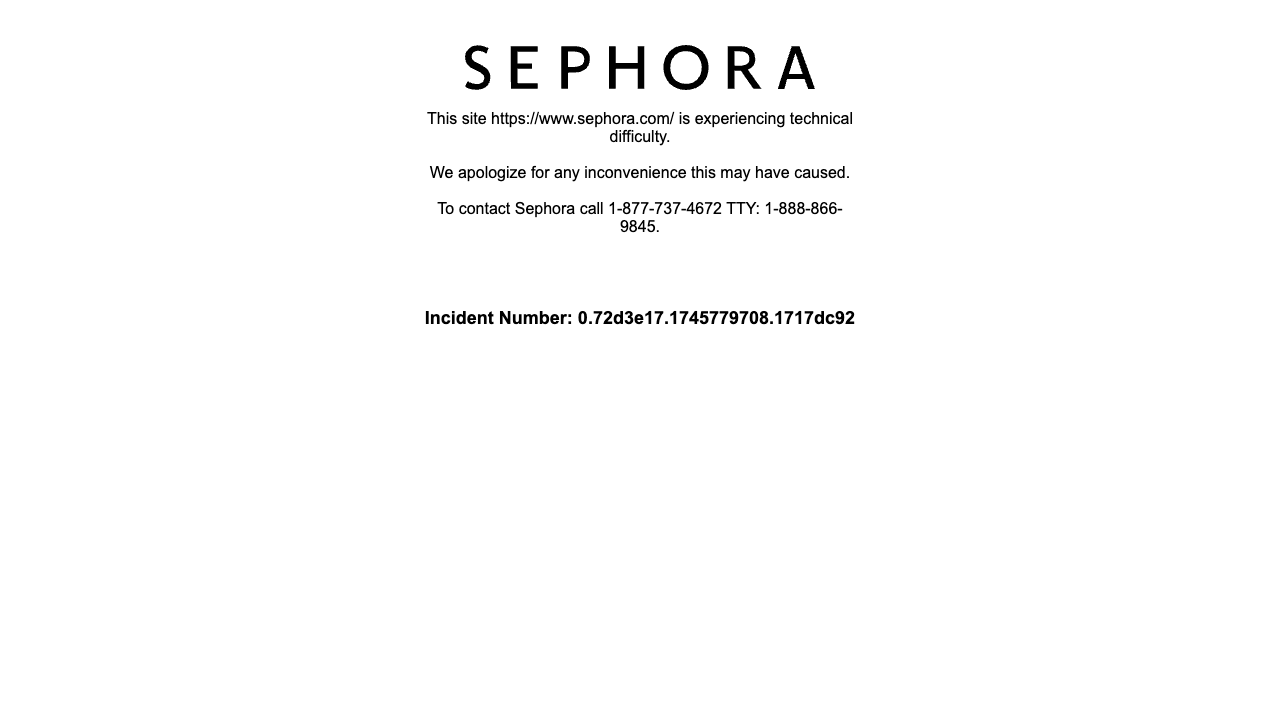 SEPHORA
This site https://www.sephora.com/ is experiencing technical
difficulty.
We apologize for any inconvenience this may have caused.
To contact Sephora call 1-877-737-4672 TTY: 1-888-866-
9845.
Incident Number: 0.72d3e17.1745779708.1717dc92